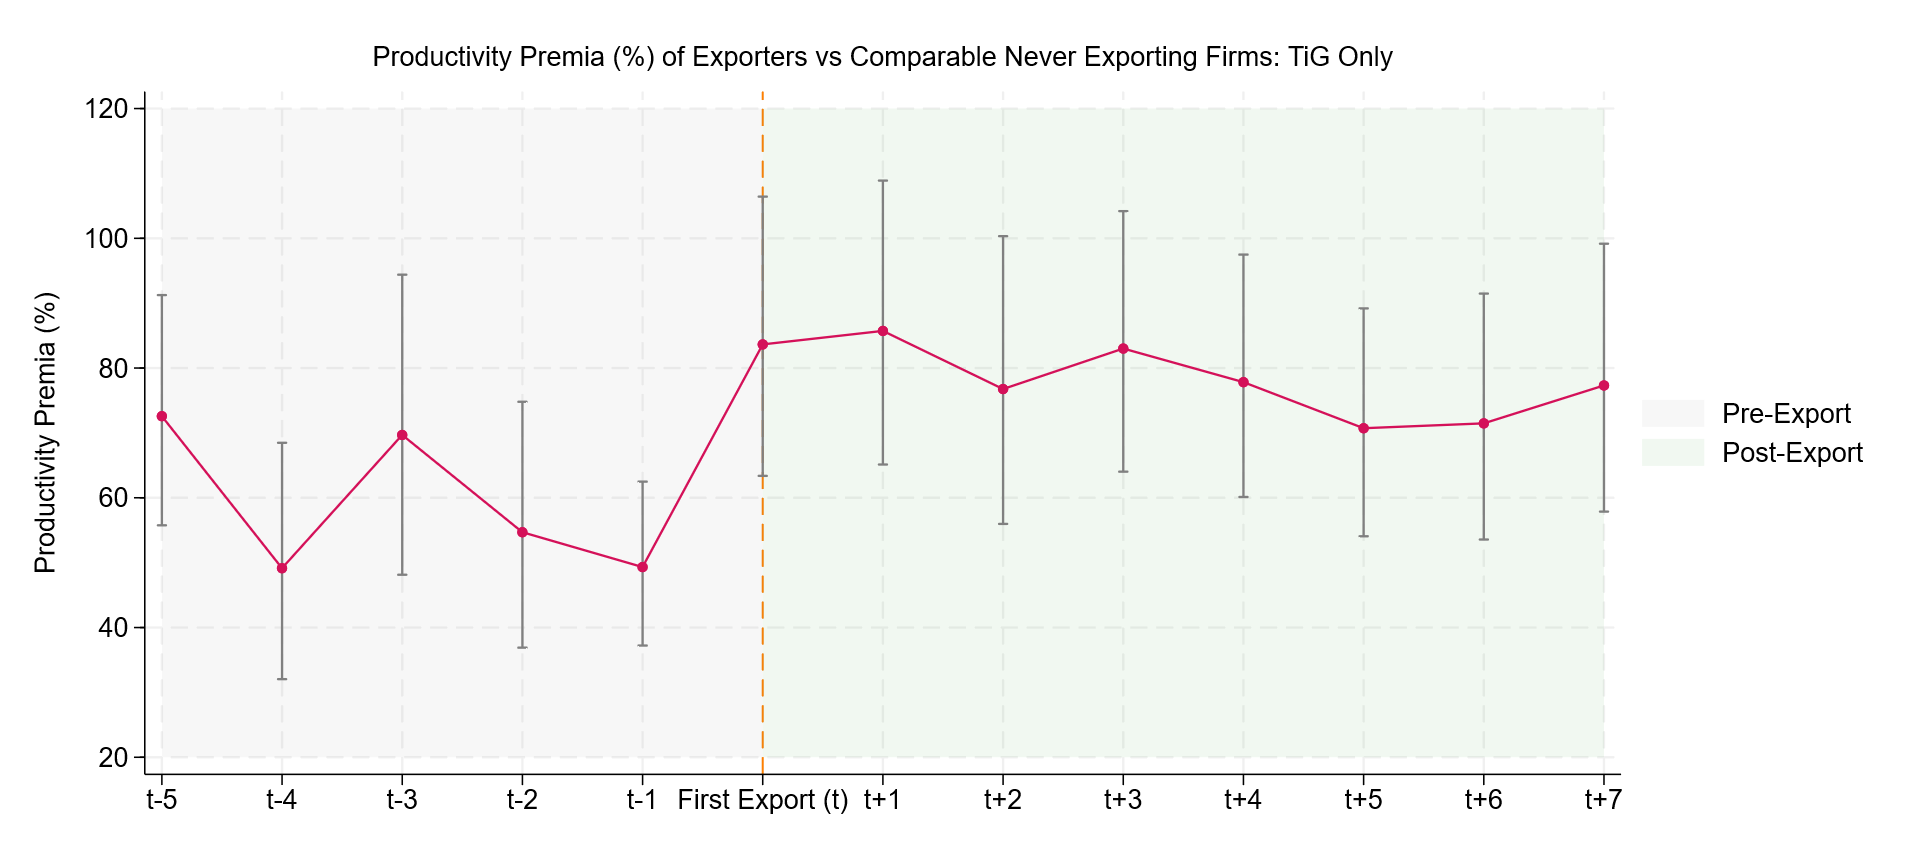 Productivity Premia (%) of Exporters vs Comparable Never Exporting Firms: TiG Only
Productivity Premia (%)
120
100
80
60
40
20
t-5 t-4 t-3 t-2 t-1 First Export (t) t+1 t+2 t+3 t+4 t+5 t+6 t+7
Pre-Export
Post-Export